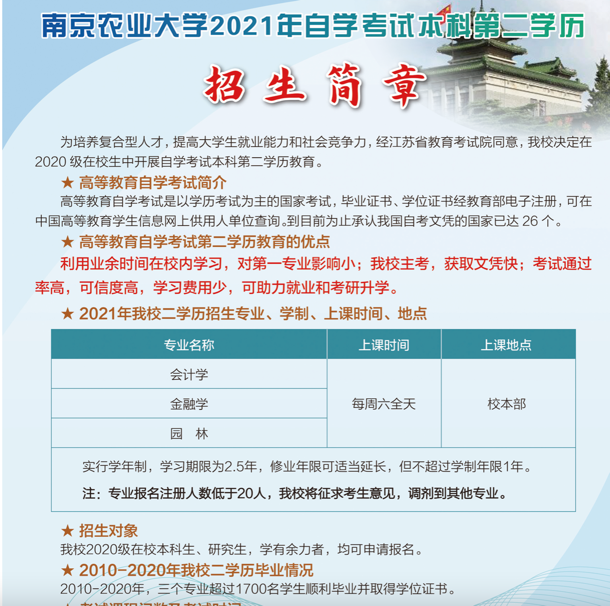 南京农业大学2021年自学考试本科第二学历
招生简章
为培养复合型人才，提高大学生就业能力和社会竞争力，经江苏省教育考试院同意，我校决定在
2020 级在校生中开展自学考试本科第二学历教育。
★ 高等教育自学考试简介
高等教育自学考试是以学历考试为主的国家考试，毕业证书、学位证书经教育部电子注册，可在
中国高等教育学生信息网上供用人单位查询。到目前为止承认我国自考文凭的国家已达 26 个。
★ 高等教育自学考试第二学历教育的优点
利用业余时间在校内学习，对第一专业影响小；我校主考，获取文凭快；考试通过
率高，可信度高，学习费用少，可助力就业和考研升学。
★ 2021年我校二学历招生专业、学制、上课时间、地点
专业名称 上课时间 上课地点
会计学
金融学 每周六全天 校本部
园 林
实行学年制，学习期限为2.5年，修业年限可适当延长，但不超过学制年限1年。
注：专业报名注册人数低于20人，我校将征求考生意见，调剂到其他专业。
★ 招生对象
我校2020级在校本科生、研究生，学有余力者，均可申请报名。
★ 2010-2020年我校二学历毕业情况
2010-2020年，三个专业超过1700名学生顺利毕业并取得学位证书。